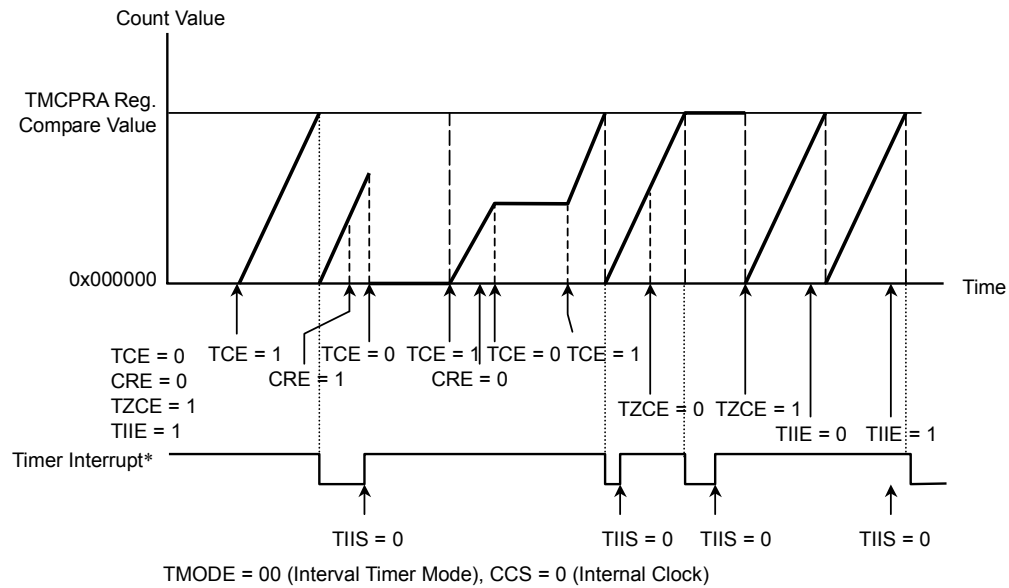 Count Value
TMCPRA Reg.
Compare Value
0x000000
Time
TCE = 0
CRE = 0
TZCE = 1
TIIE = 1
TCE = 1
CRE = 1
TCE = 0
TCE = 1
CRE = 0
TCE = 0
TCE = 1
TZCE = 0
TZCE = 1
TIIE = 0
TIIE = 1
Timer Interrupt*
TIIS = 0
TIIS = 0
TIIS = 0
TIIS = 0
TMODE = 00 (Interval Timer Mode), CCS = 0 (Internal Clock)